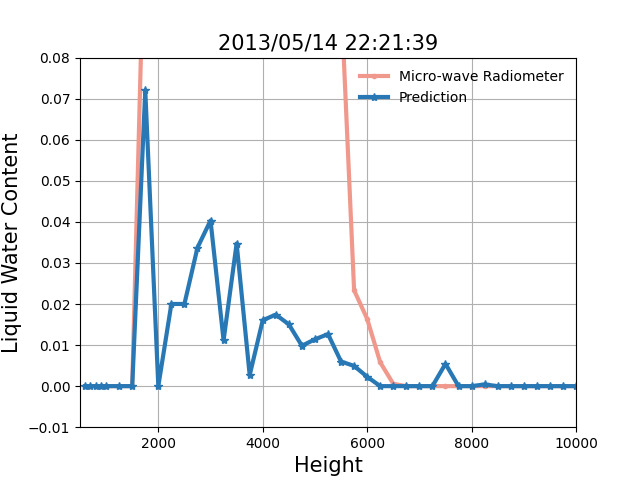 2013/05/14 22:21:39
Micro-wave Radiometer
Prediction
Liquid Water Content
0.08
0.07
0.06
0.05
0.04
0.03
0.02
0.01
0.00
−0.01
2000 4000 6000 8000 10000
Height